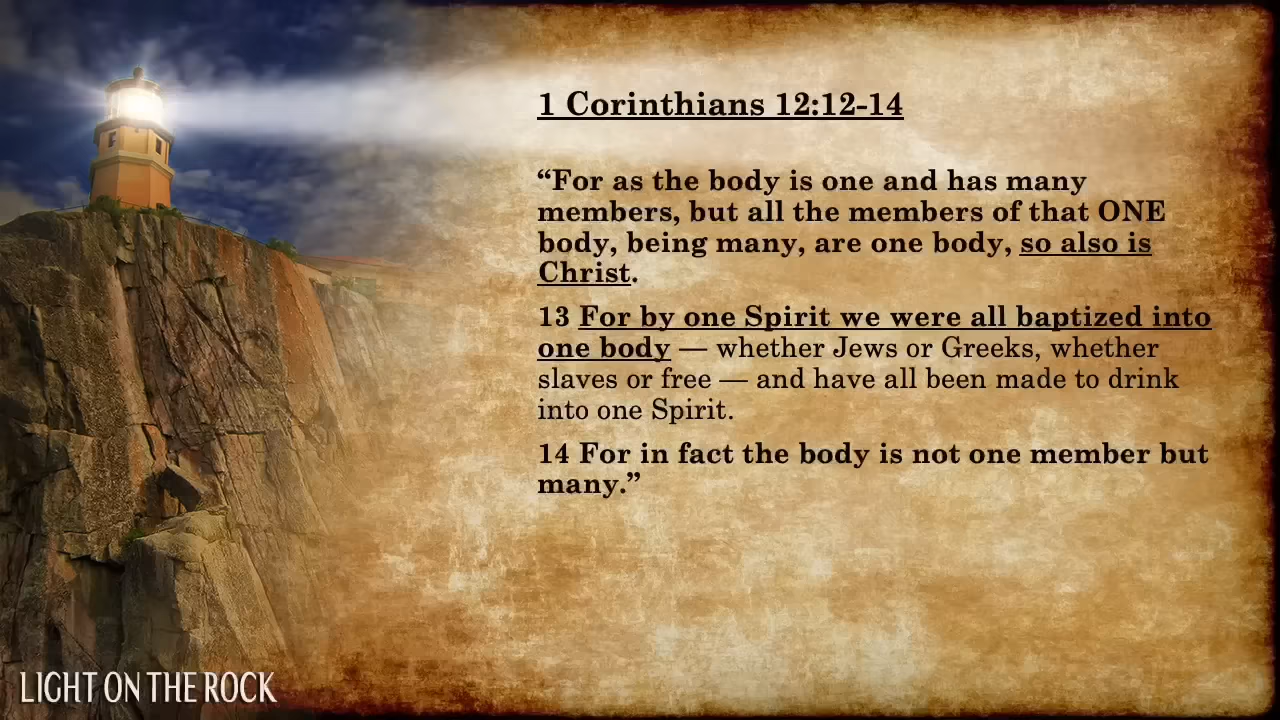 1 Corinthians 12:12-14
“For as the body is one and has many
members, but all the members of that ONE
body, being many, are one body, so also is
Christ.
13 For by one Spirit we were all baptized into
one body — whether Jews or Greeks, whether
slaves or free — and have all been made to drink
into one Spirit.
14 For in fact the body is not one member but
many.”
LIGHT ON THE ROCK